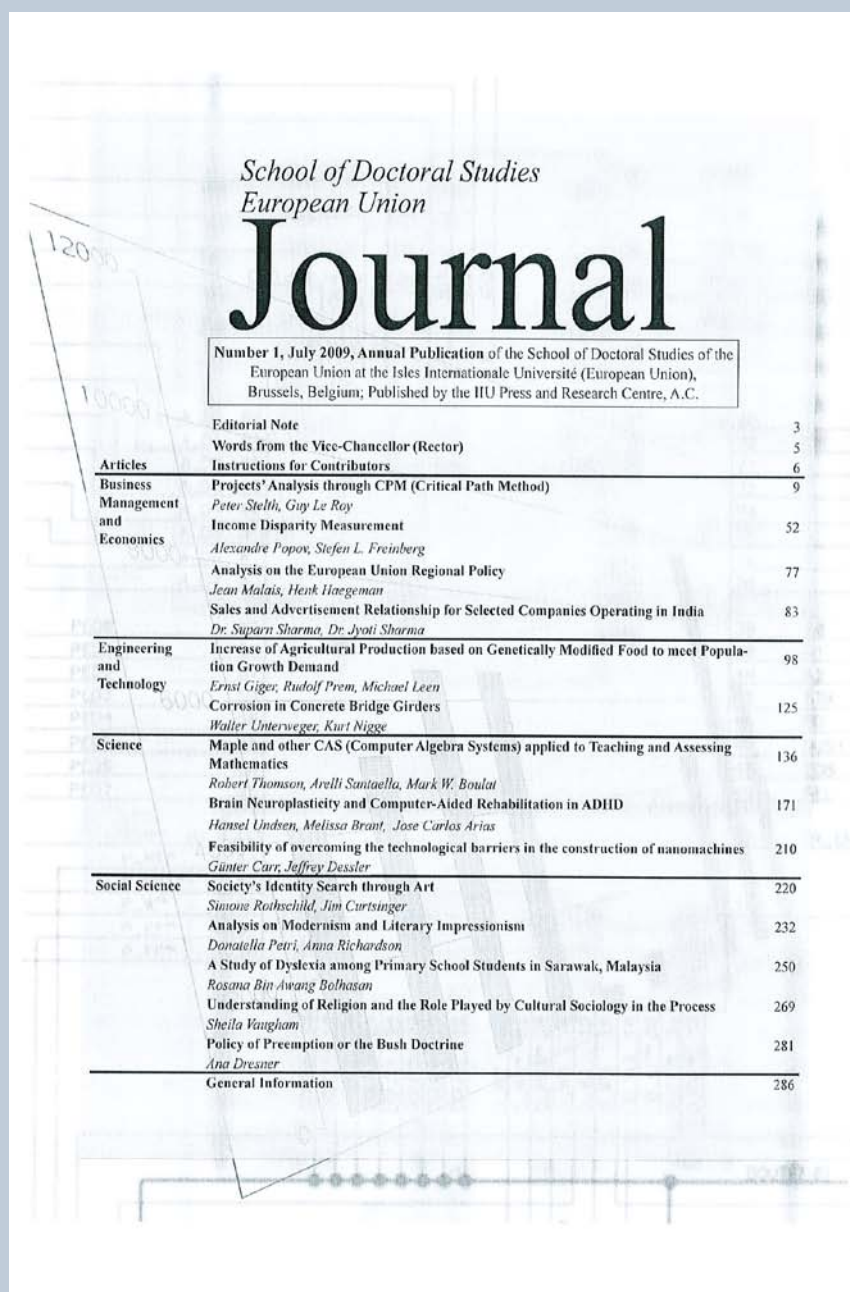 School of Doctoral Studies
European Union
Journal
Number 1, July 2009, Annual Publication of the School of Doctoral Studies of the
European Union at the Isles Internationale Université (European Union),
Brussels, Belgium; Published by the IIU Press and Research Centre, A.C.
Editorial Note 3
Words from the Vice-Chancellor (Rector) 5
Articles Instructions for Contributors 6
Business Projects' Analysis through CPM (Critical Path Method) 9
Management Peter Stelth, Guy Le Roy
and Income Disparity Measurement 52
Economics
Alexandre Popov, Stefen L. Freinberg
Analysis on the European Union Regional Policy 77
Jean Malais, Henk Haegeman
Sales and Advertisement Relationship for Selected Companies Operating in India 83
Dr. Suparn Sharma, Dr. Jyoti Sharma
Engineering Increase of Agricultural Production based on Genetically Modified Food to meet Popula-
and tion Growth Demand 98
Technology Ernst Giger, Rudolf Prem, Michael Leen
Corrosion in Concrete Bridge Girders 125
Walter Unterweger, Kurt Nigge
Science Maple and other CAS (Computer Algebra Systems) applied to Teaching and Assessing
Mathematics 136
Robert Thomson, Arelli Santaella, Mark W. Boulat
Brain Neuroplasticity and Computer-Aided Rehabilitation in ADHD 171
Hansel Undsen, Melissa Brant, Jose Carlos Arias
Feasibility of overcoming the technological barriers in the construction of nanomachines 210
Günter Carr, Jeffrey Dessler
Social Science Society's Identity Search through Art 220
Simone Rothschild, Jim Curtsinger
Analysis on Modernism and Literary Impressionism 232
Donatella Petri, Anna Richardson
A Study of Dyslexia among Primary School Students in Sarawak, Malaysia 250
Rosana Bin Awang Bolhasan
Understanding of Religion and the Role Played by Cultural Sociology in the Process 269
Sheila Vaugham
Policy of Preemption or the Bush Doctrine 281
Ana Dresner
General Information 286
12000
10000